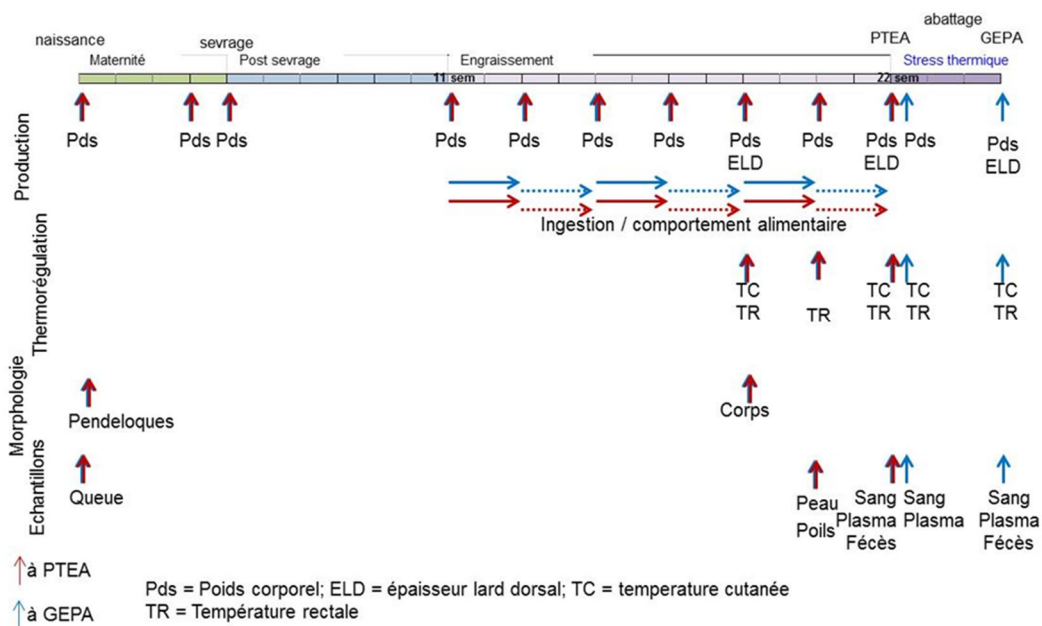 abattage
naissance
sevrage
PTEA
GEPA
Maternité
Post sevrage
Engraissement
Stress thermique
11 sem
22 sem
Production
Pds
Pds
Pds
Pds
Pds
Pds
Pds
Pds
ELD
Pds
Pds
ELD
Pds
Pds
ELD
Ingestion / comportement alimentaire
Thermorégulation
TC
TR
TR
TC
TR
TC
TR
TC
TR
Morphologie
Pendeloques
Corps
Echantillons
Queue
Peau
Poils
Sang
Plasma
Fécès
Sang
Plasma
Sang
Plasma
Fécès
à PTEA
à GEPA
Pds = Poids corporel; ELD = épaisseur lard dorsal; TC = temperature cutanée
TR = Température rectale